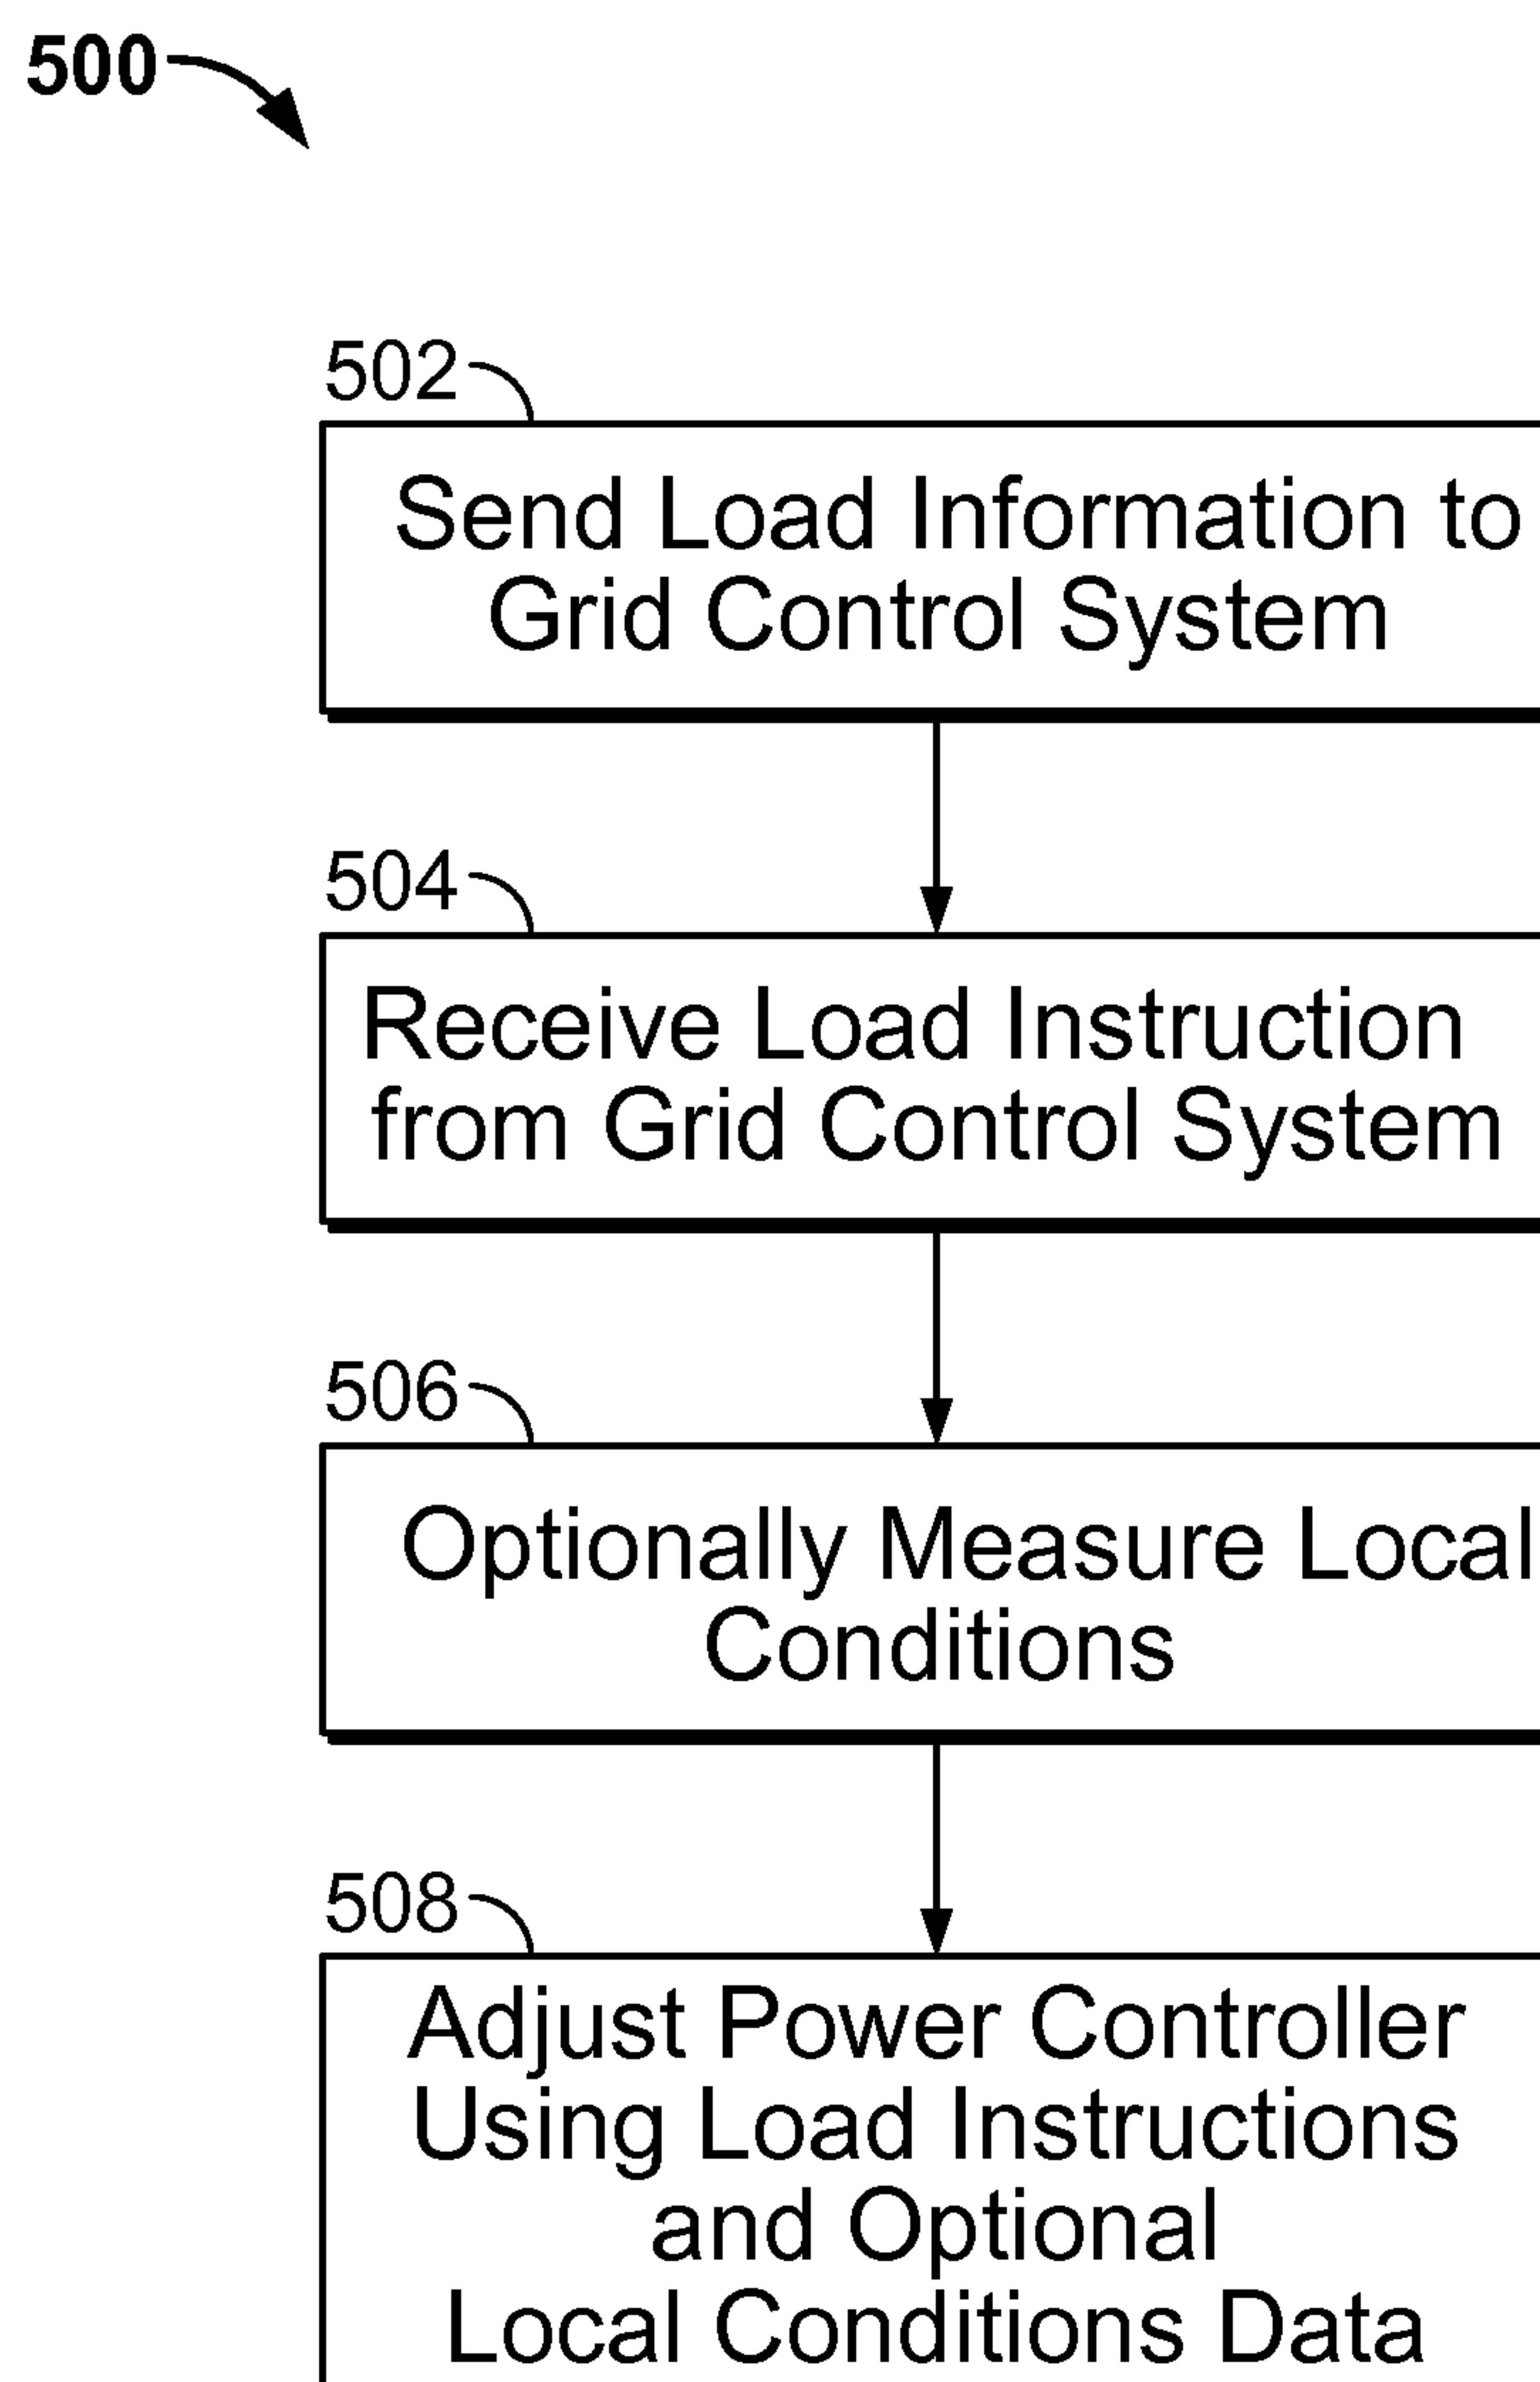 500
502
Send Load Information to
Grid Control System
504
Receive Load Instruction
from Grid Control System
506
Optionally Measure Local
Conditions
508
Adjust Power Controller
Using Load Instructions
and Optional
Local Conditions Data